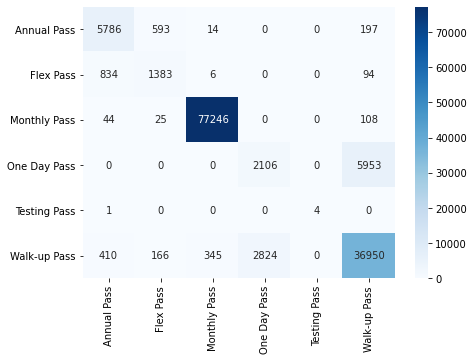 Annual Pass 5786 593 14 0 0 197
Flex Pass 834 1383 6 0 0 94
Monthly Pass 44 25 77246 0 0 108
One Day Pass 0 0 0 2106 0 5953
Testing Pass 1 0 0 0 4 0
Walk-up Pass 410 166 345 2824 0 36950
Annual Pass
Flex Pass
Monthly Pass
One Day Pass
Testing Pass
Walk-up Pass
70000
60000
50000
40000
30000
20000
10000
0